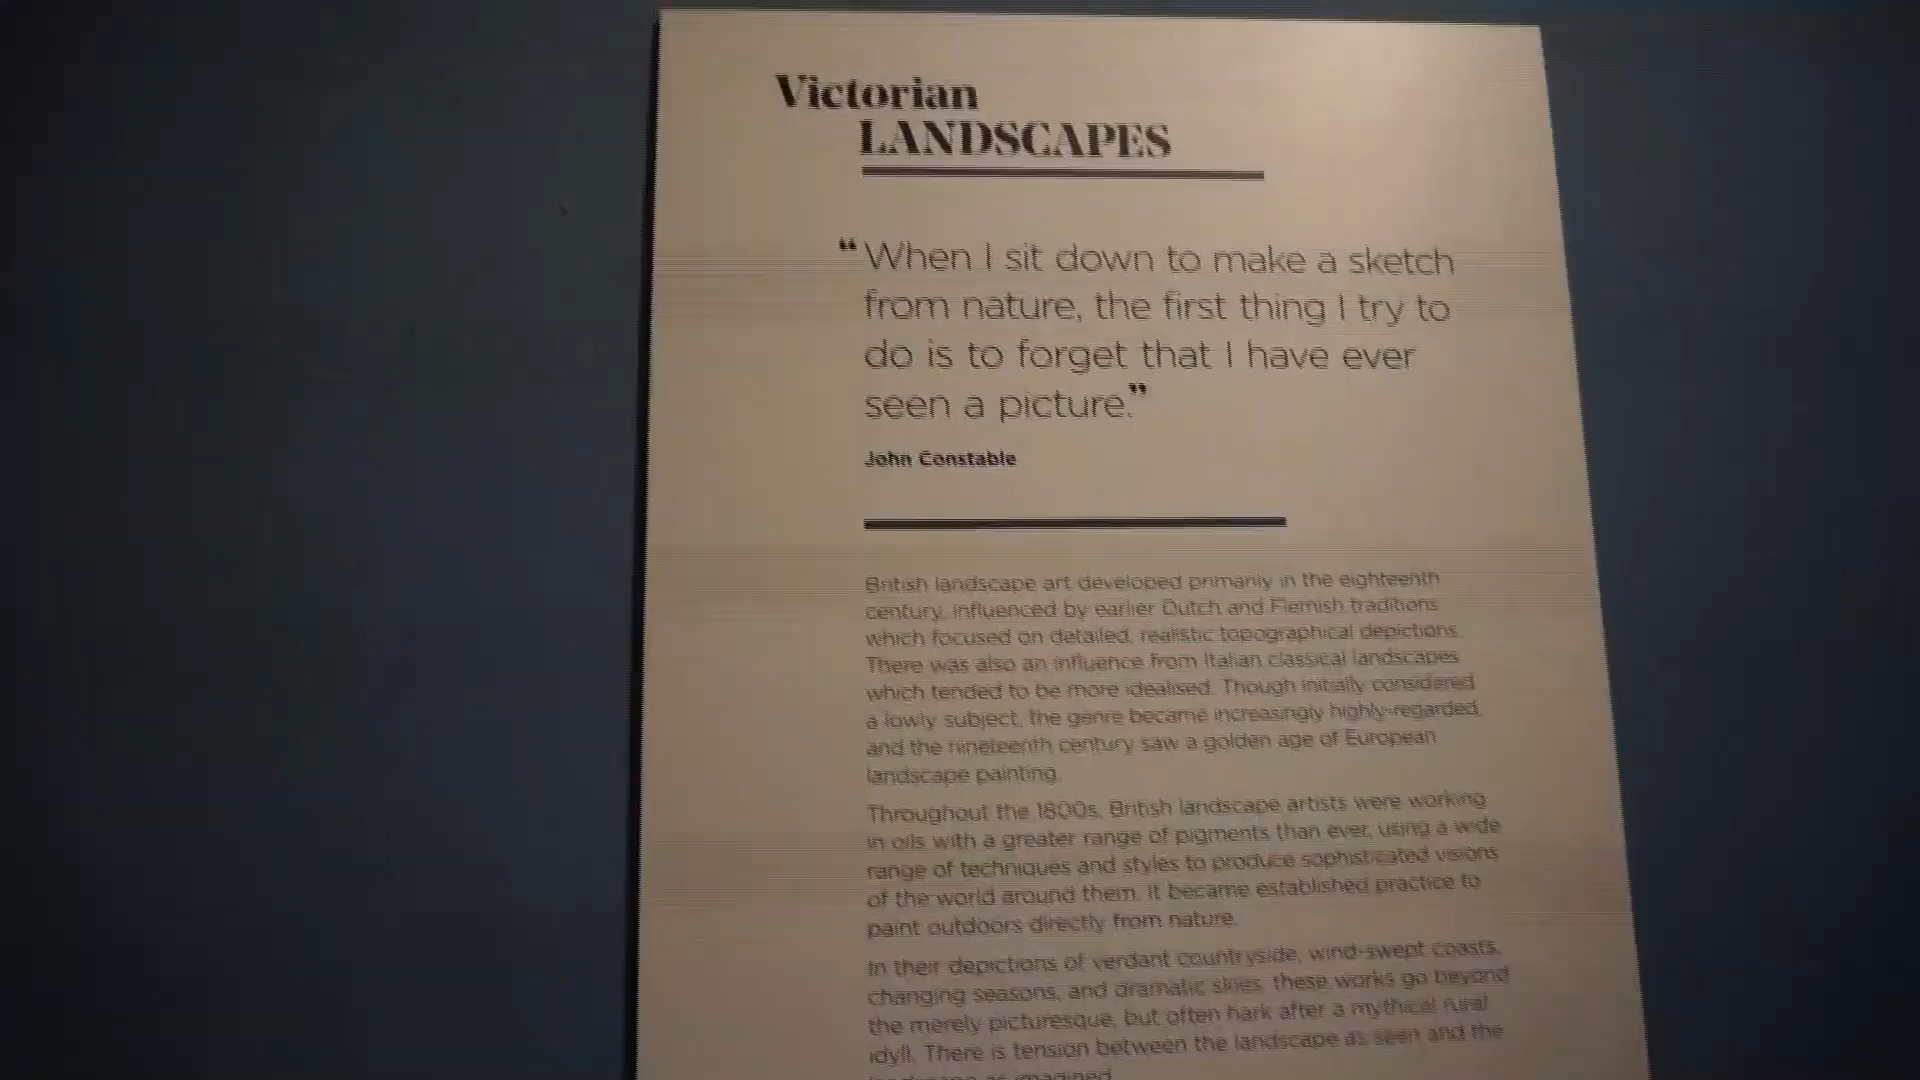 Victorian
LANDSCAPES
“When I sit down to make a sketch
from nature, the first thing I try to
do is to forget that I have ever
seen a picture.”
John Constable
British landscape art developed primarily in the eighteenth
century, influenced by earlier Dutch and Flemish traditions
which focused on detailed, realistic topographical depictions.
There was also an influence from Italian classical landscapes
which tended to be more idealised. Though initially considered
a lowly subject, the genre became increasingly highly-regarded,
and the nineteenth century saw a golden age of European
landscape painting.
Throughout the 1800s, British landscape artists were working
in oils with a greater range of pigments than ever, using a wide
range of techniques and styles to produce sophisticated visions
of the world around them. It became established practice to
paint outdoors directly from nature.
In their depictions of verdant countryside, wind-swept coasts,
changing seasons, and dramatic skies, these works go beyond
the merely picturesque, but often hark after a mythical rural
idyll. There is tension between the landscape as seen and the
landscape as imagined.